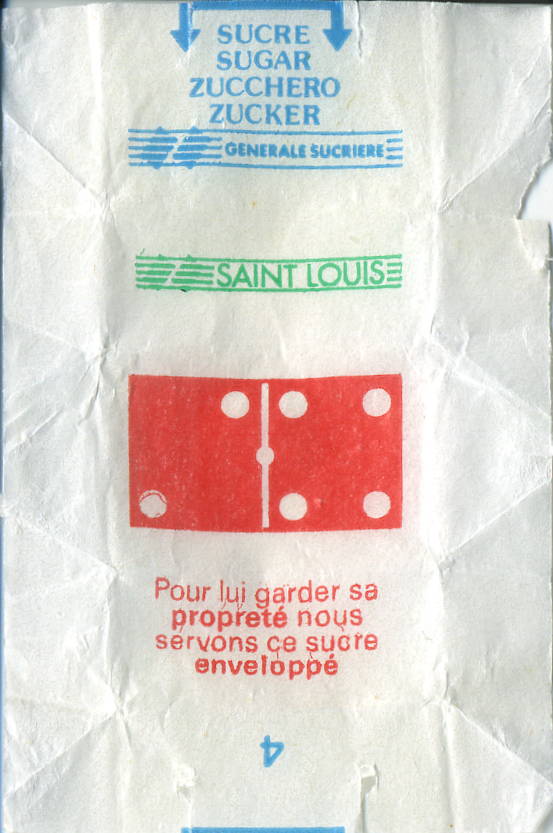 SUCRE
SUGAR
ZUCCHERO
ZUCKER
GENERALE SUCRIERE
SAINT LOUIS
Pour lui garder sa
propreté nous
servons ce sucre
enveloppé
4